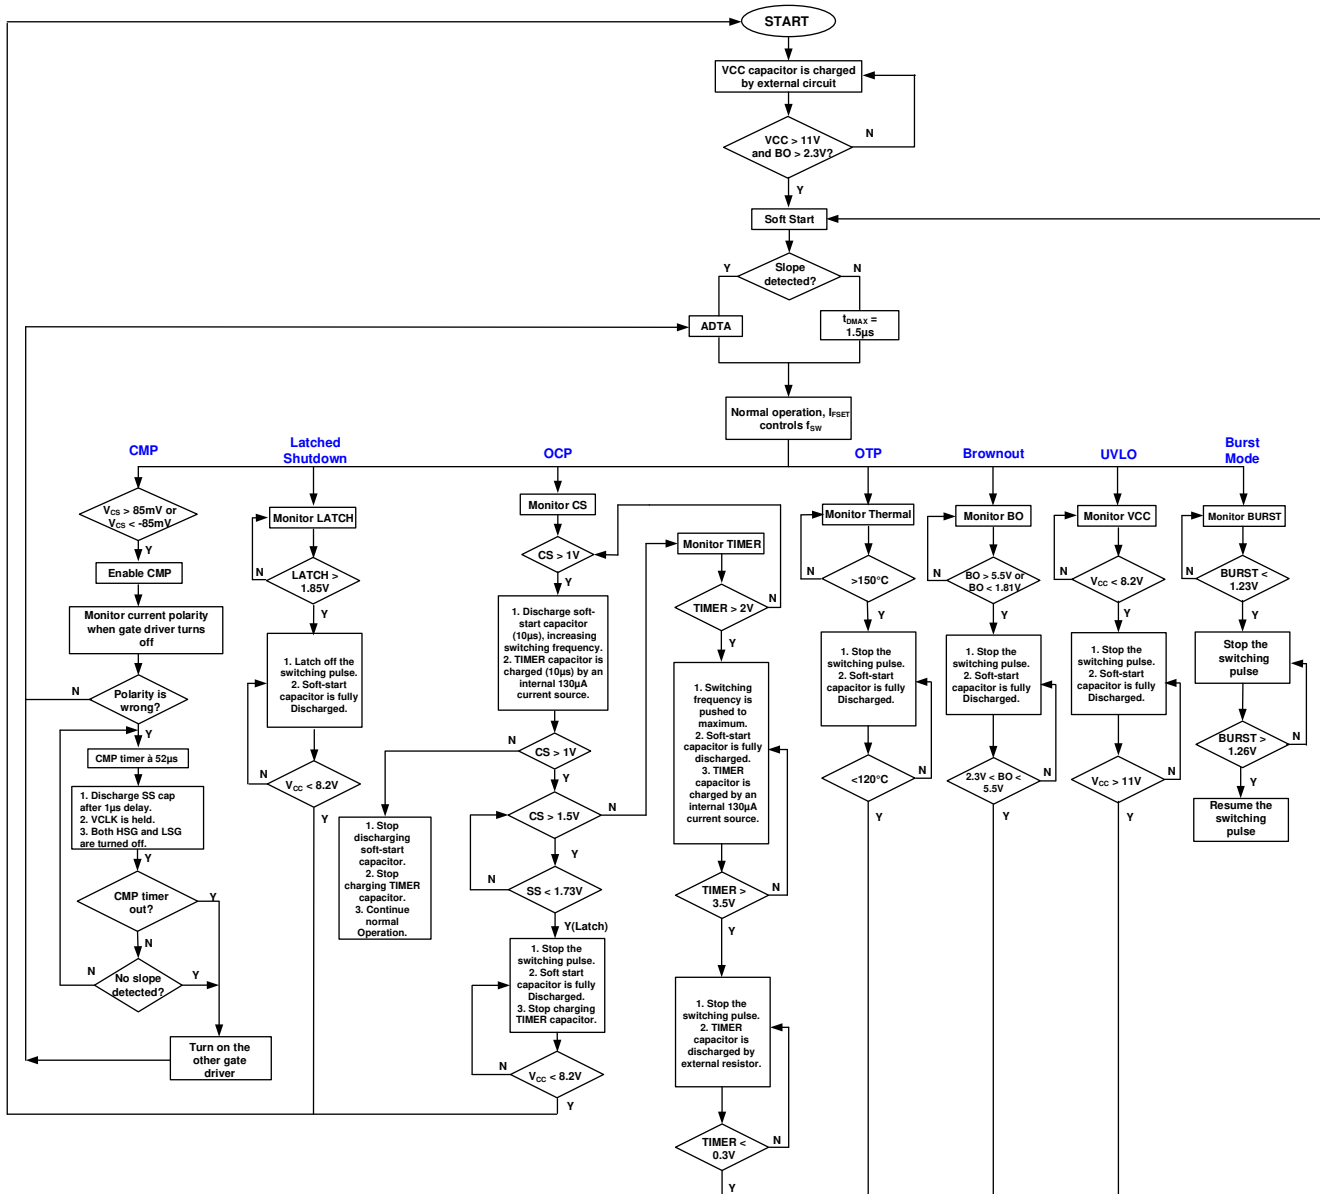 START
VCC capacitor is charged
by external circuit
VCC > 11V
and BO > 2.3V?
N
Y
Soft Start
Slope
detected?
Y
N
ADTA
tDMAX =
1.5µs
Normal operation, IFSET
controls fSW
CMP
VCS > 85mV or
VCS < -85mV
Y
Enable CMP
Monitor current polarity
when gate driver turns
off
Polarity is
wrong?
N
Y
CMP timer à 52µs
1. Discharge SS cap
after 1µs delay.
2. VCLK is held.
3. Both HSG and LSG
are turned off.
Y
CMP timer
out?
Y
N
No slope
detected?
N
Y
Turn on the
other gate
driver
Latched
Shutdown
Monitor LATCH
LATCH >
1.85V
N
Y
1. Latch off the
switching pulse.
2. Soft-start
capacitor is fully
Discharged.
VCC < 8.2V
N
Y
OCP
Monitor CS
CS > 1V
Y
1. Discharge soft-
start capacitor
(10µs), increasing
switching frequency.
2. TIMER capacitor is
charged (10µs) by an
internal 130µA
current source.
CS > 1V
N
Y
1. Stop
discharging
soft-start
capacitor.
2. Stop
charging TIMER
capacitor.
3. Continue
normal
Operation.
CS > 1.5V
N
Y
SS < 1.73V
N
Y(Latch)
1. Stop the
switching pulse.
2. Soft start
capacitor is fully
Discharged.
3. Stop charging
TIMER capacitor.
VCC < 8.2V
N
Y
Monitor TIMER
TIMER > 2V
N
Y
1. Switching
frequency is
pushed to
maximum.
2. Soft-start
capacitor is fully
discharged.
3. TIMER
capacitor is
charged by an
internal 130µA
current source.
TIMER >
3.5V
N
Y
1. Stop the
switching pulse.
2. TIMER
capacitor is
discharged by
external resistor.
TIMER <
0.3V
N
Y
OTP
Monitor Thermal
>150°C
N
Y
1. Stop the
switching pulse.
2. Soft-start
capacitor is fully
Discharged.
<120°C
N
Y
Brownout
Monitor BO
BO > 5.5V or
BO < 1.81V
N
Y
1. Stop the
switching pulse.
2. Soft-start
capacitor is fully
Discharged.
2.3V < BO <
5.5V
N
Y
UVLO
Monitor VCC
VCC < 8.2V
N
Y
1. Stop the
switching pulse.
2. Soft-start
capacitor is fully
Discharged.
VCC > 11V
N
Y
Burst
Mode
Monitor BURST
BURST <
1.23V
N
Y
Stop the
switching
pulse
BURST >
1.26V
N
Y
Resume the
switching
pulse